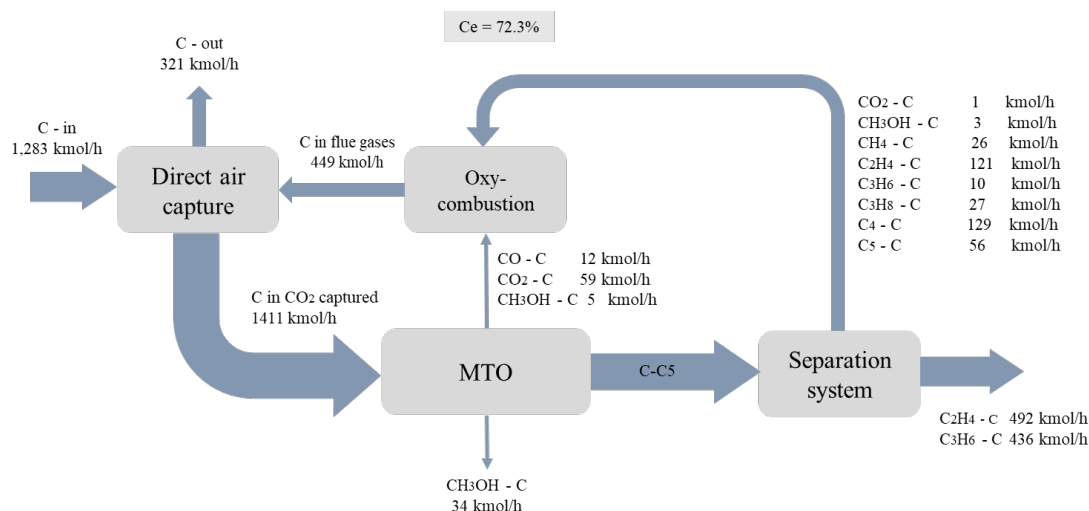 Ce = 72.3%
C - out
321 kmol/h
C - in
1,283 kmol/h
Direct air
capture
C in flue gases
449 kmol/h
Oxy-
combustion
CO2 - C 1 kmol/h
CH3OH - C 3 kmol/h
CH4 - C 26 kmol/h
C2H4 - C 121 kmol/h
C3H6 - C 10 kmol/h
C3H8 - C 27 kmol/h
C4 - C 129 kmol/h
C5 - C 56 kmol/h
CO - C 12 kmol/h
CO2 - C 59 kmol/h
CH3OH - C 5 kmol/h
C in CO2 captured
1411 kmol/h
MTO
C-C5
Separation
system
C2H4 - C 492 kmol/h
C3H6 - C 436 kmol/h
CH3OH - C
34 kmol/h